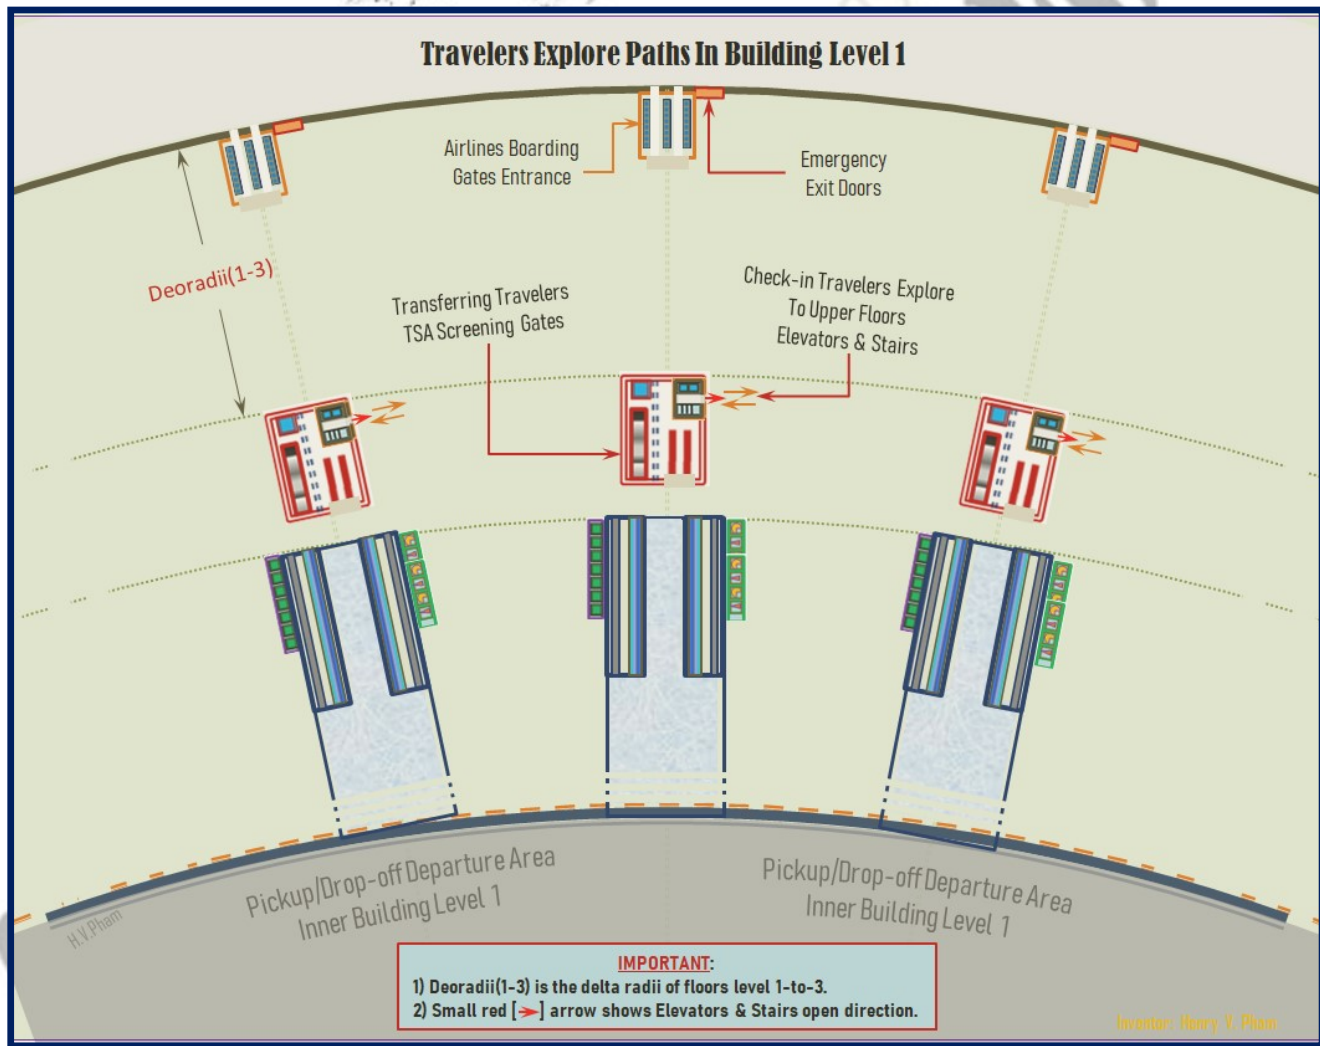 Travelers Explore Paths In Building Level 1
Airlines Boarding
Gates Entrance
Emergency
Exit Doors
Deoradii(1-3)
Transferring Travelers
TSA Screening Gates
Check-in Travelers Explore
To Upper Floors
Elevators & Stairs
Pickup/Drop-off Departure Area
Inner Building Level 1
Pickup/Drop-off Departure Area
Inner Building Level 1
H.V.Pham
IMPORTANT:
1) Deoradii(1-3) is the delta radii of floors level 1-to-3.
2) Small red [→] arrow shows Elevators & Stairs open direction.
Inventor: Henry V. Pham